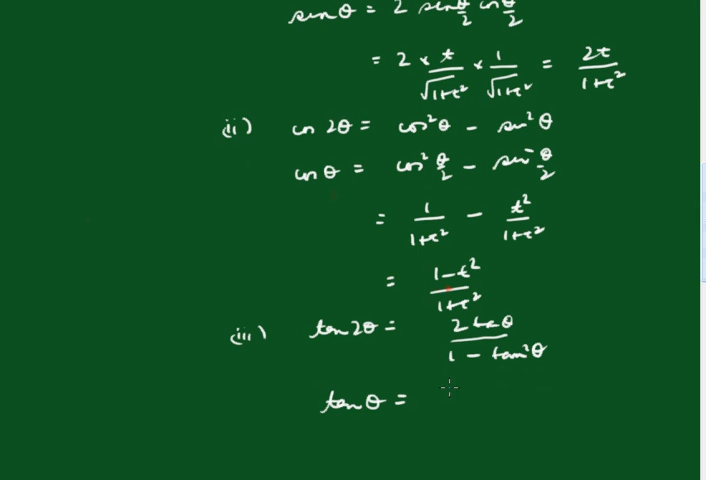 sin θ = 2 sin θ/2 cos θ/2
= 2 × t/√(1+t²) × 1/√(1+t²) = 2t/(1+t²)
(ii) cos 2θ = cos²θ − sin²θ
cos θ = cos² θ/2 − sin² θ/2
= 1/(1+t²) − t²/(1+t²)
= (1−t²)/(1+t²)
(iii) tan 2θ = 2 tan θ/(1 − tan²θ)
tan θ =